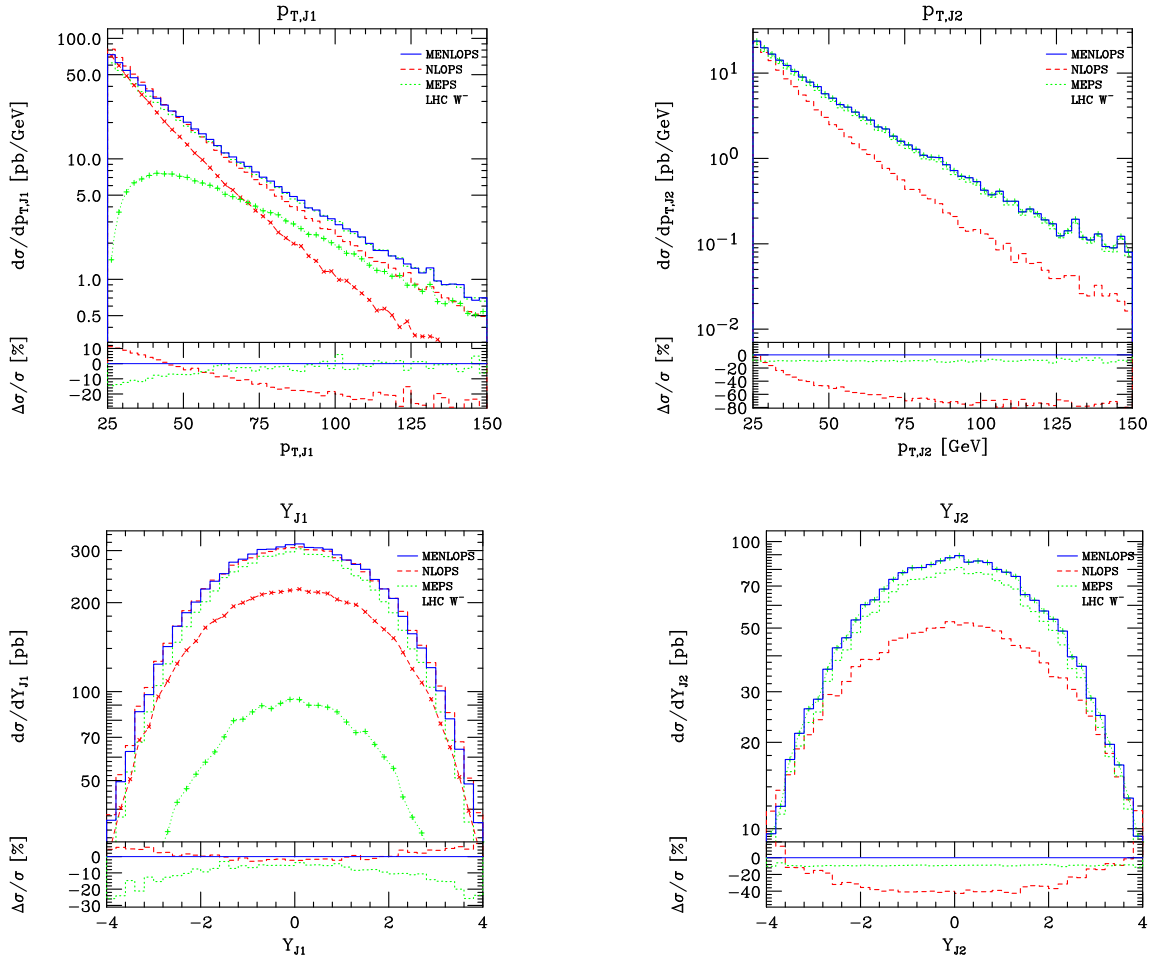 p_T,J1
100.0
50.0
10.0
5.0
1.0
0.5
dσ/dp_T,J1 [pb/GeV]
MENLOPS
NLOPS
MEPS
LHC W⁻
10
0
−10
−20
Δσ/σ [%]
25 50 75 100 125 150
p_T,J1
p_T,J2
10¹
10⁰
10⁻¹
10⁻²
dσ/dp_T,J2 [pb/GeV]
MENLOPS
NLOPS
MEPS
LHC W⁻
0
−20
−40
−60
−80
Δσ/σ [%]
25 50 75 100 125 150
p_T,J2 [GeV]
Y_J1
300
200
100
70
50
dσ/dY_J1 [pb]
MENLOPS
NLOPS
MEPS
LHC W⁻
0
−10
−20
−30
Δσ/σ [%]
−4 −2 0 2 4
Y_J1
Y_J2
100
70
50
30
20
10
dσ/dY_J2 [pb]
MENLOPS
NLOPS
MEPS
LHC W⁻
0
−20
−40
Δσ/σ [%]
−4 −2 0 2 4
Y_J2